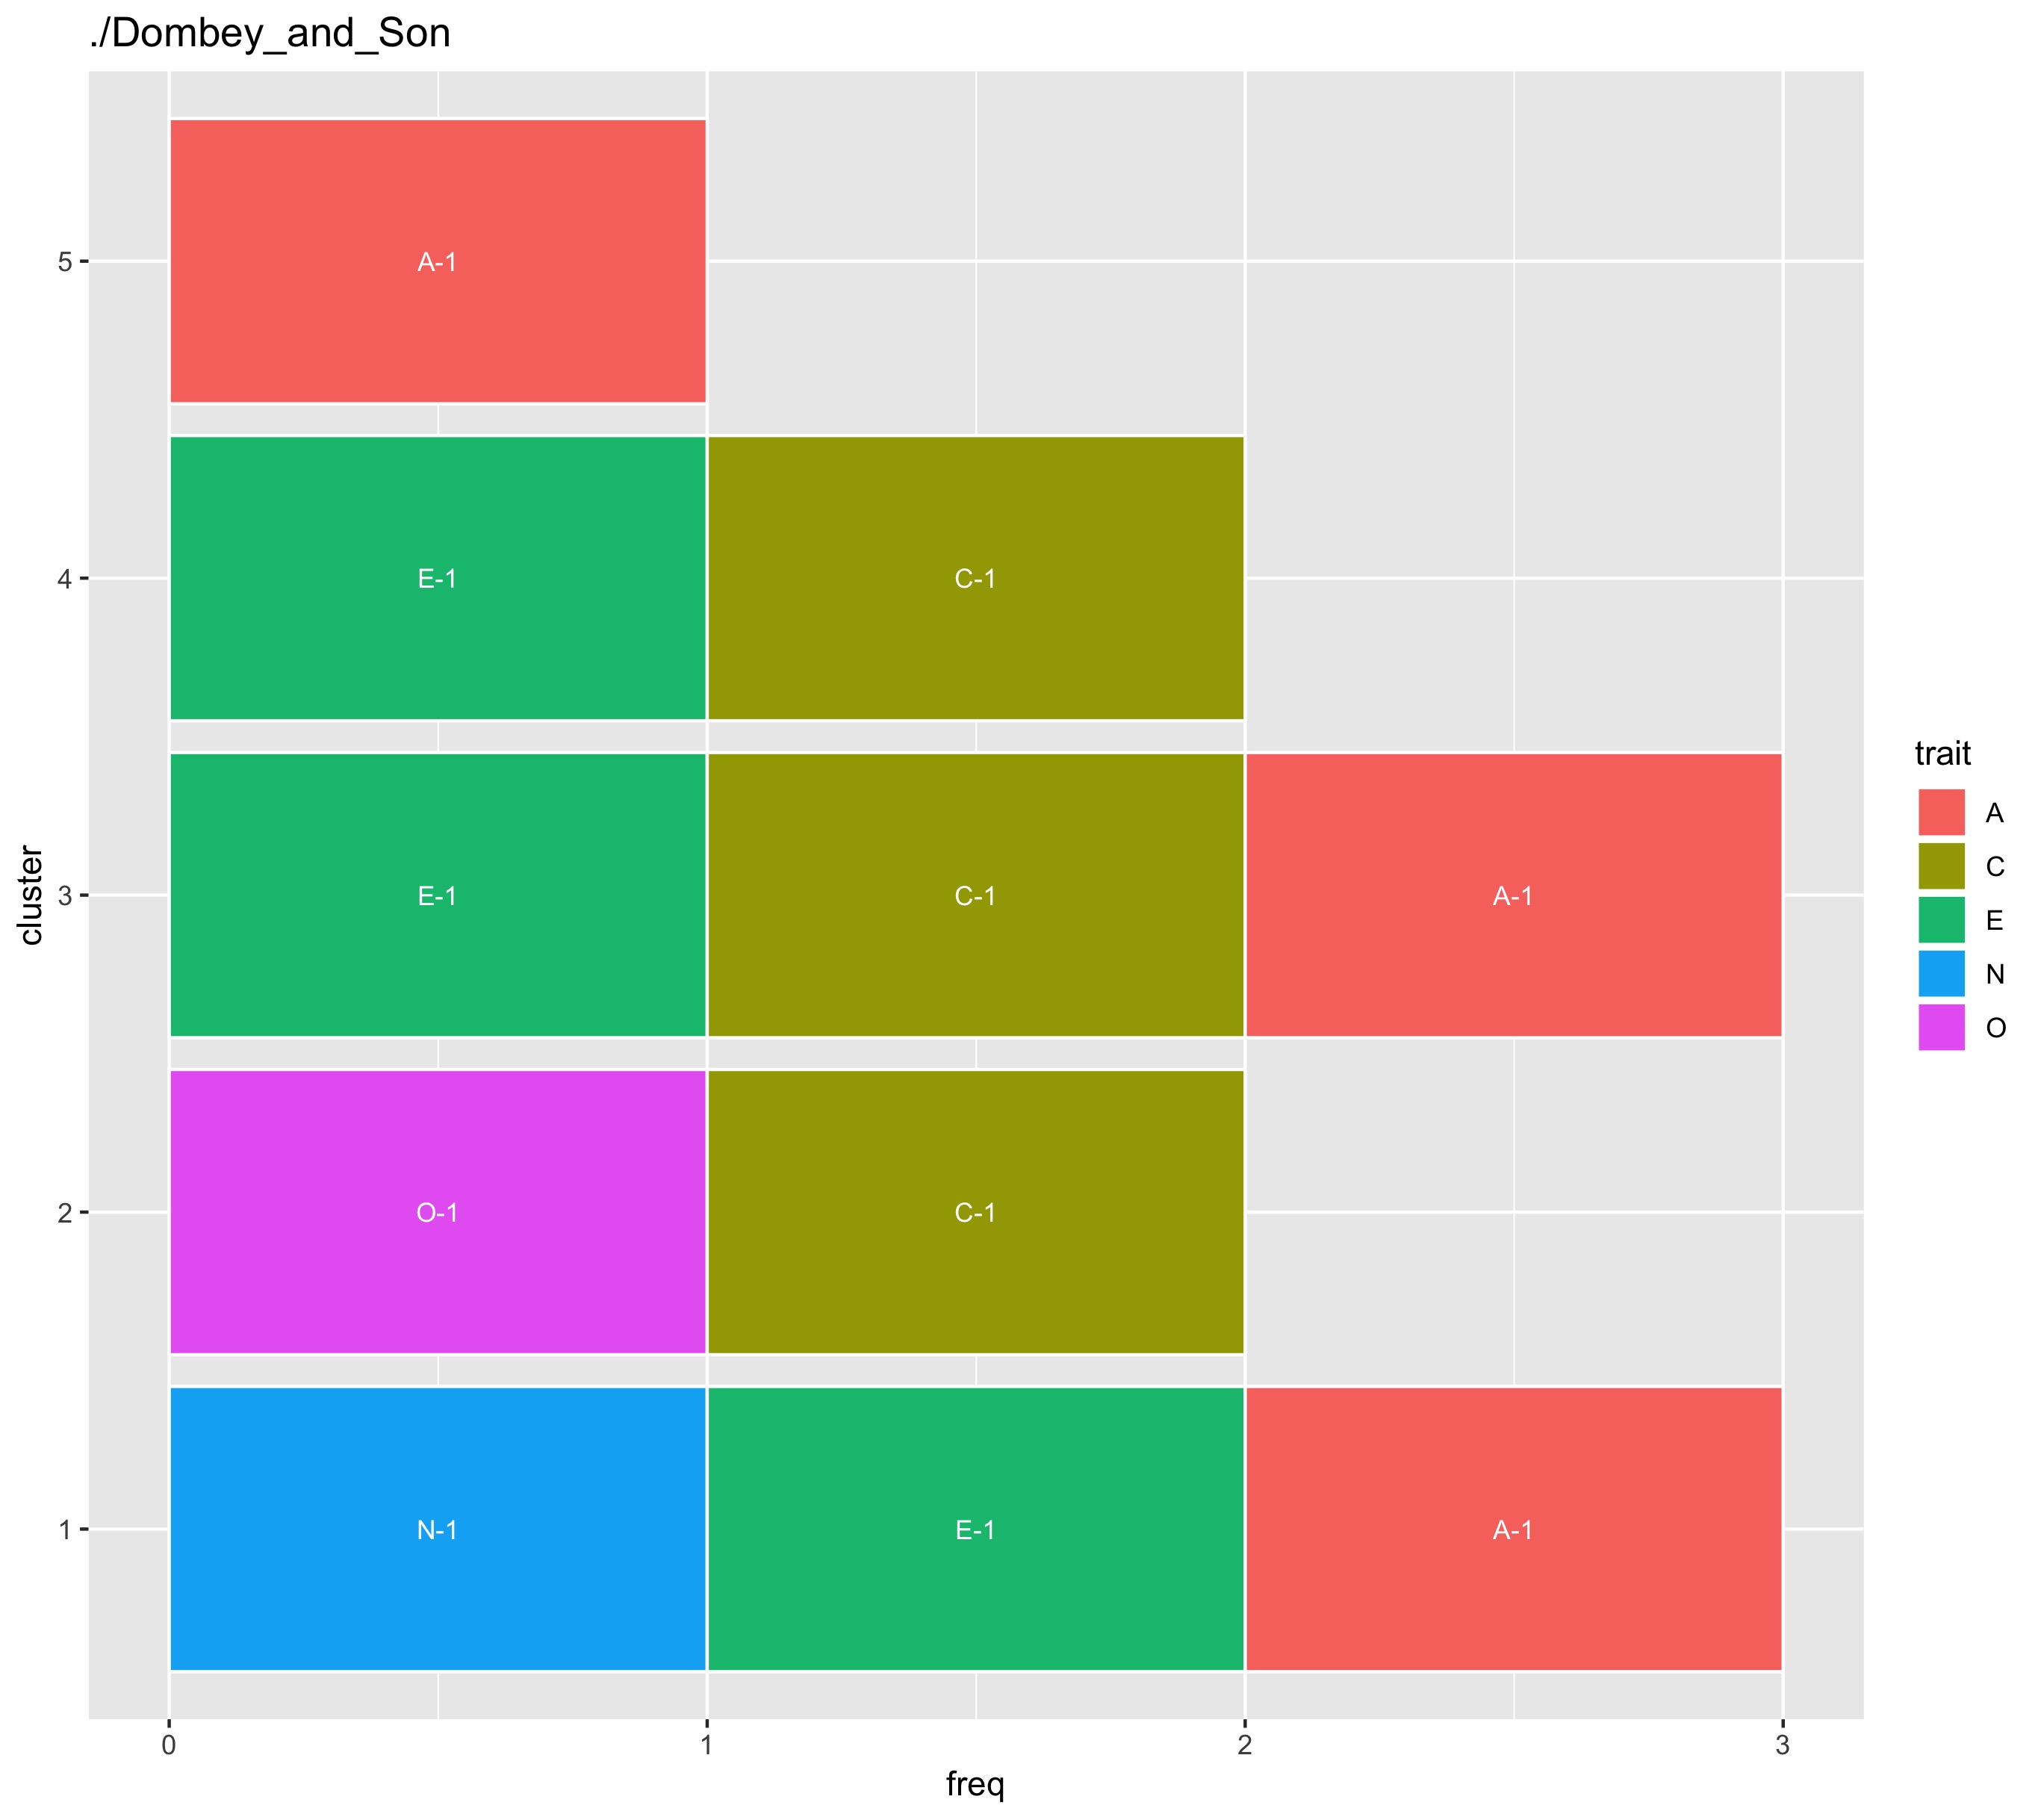 ./Dombey_and_Son
cluster
5
A-1
4
E-1 C-1
3
E-1 C-1 A-1
2
O-1 C-1
1
N-1 E-1 A-1
0 1 2 3
freq
trait
A
C
E
N
O